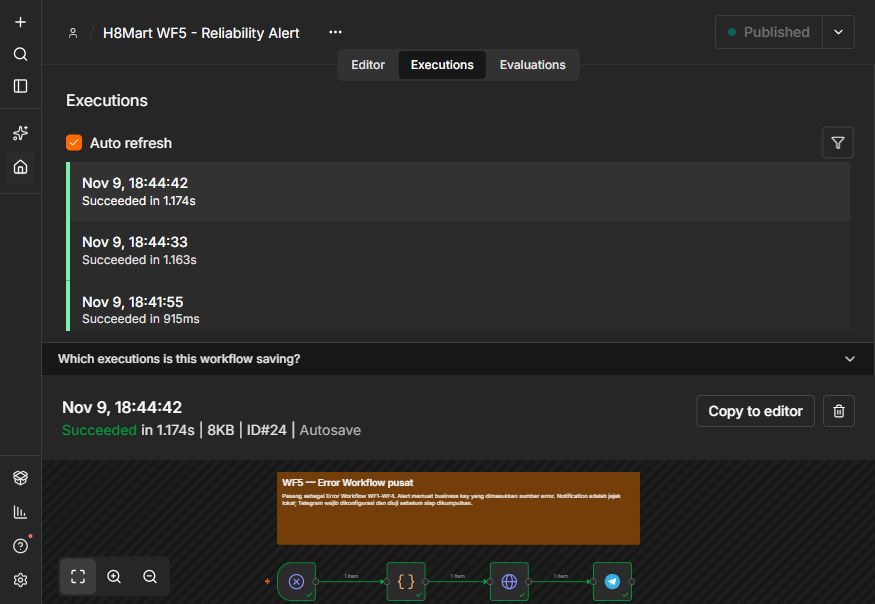 H8Mart WF5 - Reliability Alert
Published
Editor
Executions
Evaluations
Executions
Auto refresh
Nov 9, 18:44:42
Succeeded in 1.174s
Nov 9, 18:44:33
Succeeded in 1.163s
Nov 9, 18:41:55
Succeeded in 915ms
Which executions is this workflow saving?
Nov 9, 18:44:42
Succeeded in 1.174s | 8KB | ID#24 | Autosave
Copy to editor
WF5 — Error Workflow pusat
Pasang sebagai Error Workflow WF1–WF4. Alert memuat business key yang dimasukkan sumber error. Notification adalah jejak
lokal; Telegram wajib dikonfigurasi dan diuji sebelum siap dikumpulkan.
1 item
1 item
1 item